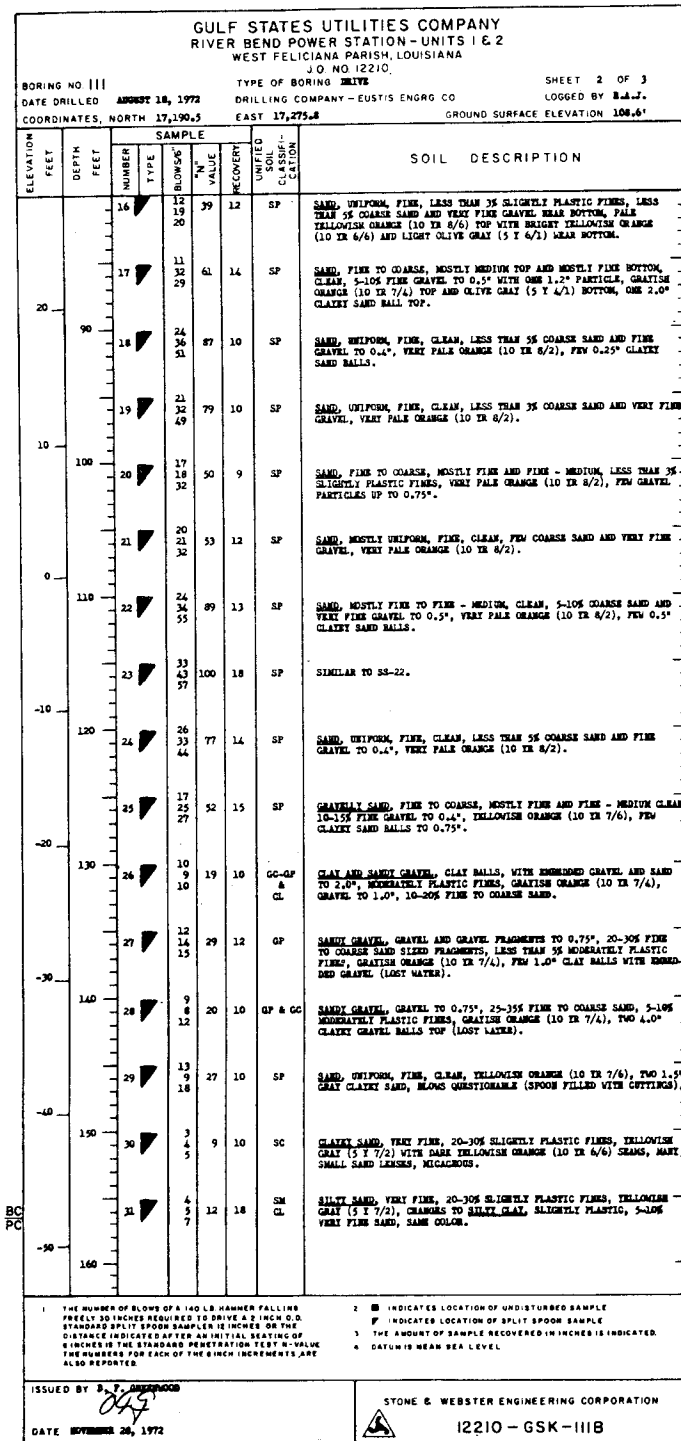 GULF STATES UTILITIES COMPANY
RIVER BEND POWER STATION-UNITS 1 & 2
WEST FELICIANA PARISH, LOUISIANA
J.O. NO. 12210
BORING NO. 111 TYPE OF BORING DRIVE SHEET 2 OF 3
DATE DRILLED AUGUST 18, 1972 DRILLING COMPANY - EUSTIS ENGRG CO LOGGED BY B.A.J.
COORDINATES, NORTH 17,190.5 EAST 17,275.8 GROUND SURFACE ELEVATION 108.6'
ELEVATION FEET
DEPTH FEET
SAMPLE
NUMBER
TYPE
BLOWS/6"
"N" VALUE
RECOVERY
UNIFIED SOIL CLASSIFI-CATION
SOIL DESCRIPTION
16 12 19 20 39 12 SP SAND, UNIFORM, FINE, LESS THAN 3% SLIGHTLY PLASTIC FINES, LESS
THAN 5% COARSE SAND AND VERY FINE GRAVEL NEAR BOTTOM, PALE
YELLOWISH ORANGE (10 YR 8/6) TOP WITH BRIGHT YELLOWISH ORANGE
(10 YR 6/6) AND LIGHT OLIVE GRAY (5 Y 6/1) NEAR BOTTOM.
17 11 32 29 61 14 SP SAND, FINE TO COARSE, MOSTLY MEDIUM TOP AND MOSTLY FINE BOTTOM,
CLEAN, 5-10% FINE GRAVEL TO 0.5" WITH ONE 1.2" PARTICLE, GRAYISH
ORANGE (10 YR 7/4) TOP AND OLIVE GRAY (5 Y 4/1) BOTTOM, ONE 2.0"
CLAYEY SAND BALL TOP.
20
90
18 24 36 51 87 10 SP SAND, UNIFORM, FINE, CLEAN, LESS THAN 5% COARSE SAND AND FINE
GRAVEL TO 0.4", VERY PALE ORANGE (10 YR 8/2), FEW 0.25" CLAYEY
SAND BALLS.
19 21 32 49 79 10 SP SAND, UNIFORM, FINE, CLEAN, LESS THAN 3% COARSE SAND AND VERY FINE
GRAVEL, VERY PALE ORANGE (10 YR 8/2).
10
100
20 17 18 32 50 9 SP SAND, FINE TO COARSE, MOSTLY FINE AND FINE - MEDIUM, LESS THAN 3%
SLIGHTLY PLASTIC FINES, VERY PALE ORANGE (10 YR 8/2), FEW GRAVEL
PARTICLES UP TO 0.75".
21 20 21 32 53 12 SP SAND, MOSTLY UNIFORM, FINE, CLEAN, FEW COARSE SAND AND VERY FINE
GRAVEL, VERY PALE ORANGE (10 YR 8/2).
0
110
22 24 34 55 89 13 SP SAND, MOSTLY FINE TO FINE - MEDIUM, CLEAN, 5-10% COARSE SAND AND
VERY FINE GRAVEL TO 0.5", VERY PALE ORANGE (10 YR 8/2), FEW 0.5"
CLAYEY SAND BALLS.
23 33 43 57 100 18 SP SIMILAR TO SS-22.
-10
120
24 26 33 44 77 14 SP SAND, UNIFORM, FINE, CLEAN, LESS THAN 5% COARSE SAND AND FINE
GRAVEL TO 0.4", VERY PALE ORANGE (10 YR 8/2).
25 17 25 27 52 15 SP GRAVELLY SAND, FINE TO COARSE, MOSTLY FINE AND FINE - MEDIUM CLEAN
10-15% FINE GRAVEL TO 0.4", YELLOWISH ORANGE (10 YR 7/6), FEW
CLAYEY SAND BALLS TO 0.75".
-20
130
26 10 9 10 19 10 GC-GP & CL CLAY AND SANDY GRAVEL, CLAY BALLS, WITH EMBEDDED GRAVEL AND SAND
TO 2.0", MODERATELY PLASTIC FINES, GRAYISH ORANGE (10 YR 7/4),
GRAVEL TO 1.0", 10-20% FINE TO COARSE SAND.
27 12 14 15 29 12 GP SANDY GRAVEL, GRAVEL AND GRAVEL FRAGMENTS TO 0.75", 20-30% FINE
TO COARSE SAND SIZED FRAGMENTS, LESS THAN 5% MODERATELY PLASTIC
FINES, GRAYISH ORANGE (10 YR 7/4), FEW 1.0" CLAY BALLS WITH EMBED-
DED GRAVEL (LOST WATER).
-30
140
28 9 8 12 20 10 GP & GC SANDY GRAVEL, GRAVEL TO 0.75", 25-35% FINE TO COARSE SAND, 5-10%
MODERATELY PLASTIC FINES, GRAYISH ORANGE (10 YR 7/4), TWO 4.0"
CLAYEY GRAVEL BALLS TOP (LOST WATER).
29 13 9 18 27 10 SP SAND, UNIFORM, FINE, CLEAN, YELLOWISH ORANGE (10 YR 7/6), TWO 1.5"
GRAY CLAYEY SAND, BLOWS QUESTIONABLE (SPOON FILLED WITH CUTTINGS).
-40
150
30 3 4 5 9 10 SC CLAYEY SAND, VERY FINE, 20-30% SLIGHTLY PLASTIC FINES, YELLOWISH
GRAY (5 Y 7/2) WITH DARK YELLOWISH ORANGE (10 YR 6/6) SEAMS, MANY
SMALL SAND LENSES, MICACEOUS.
31 4 5 7 12 18 SM CL SILTY SAND, VERY FINE, 20-30% SLIGHTLY PLASTIC FINES, YELLOWISH
GRAY (5 Y 7/2), CHANGES TO SILTY CLAY, SLIGHTLY PLASTIC, 5-10%
VERY FINE SAND, SAME COLOR.
BC
PC
-50
160
1 THE NUMBER OF BLOWS OF A 140 LB. HAMMER FALLING
FREELY 30 INCHES REQUIRED TO DRIVE A 2 INCH O.D.
STANDARD SPLIT SPOON SAMPLER 12 INCHES OR THE
DISTANCE INDICATED AFTER AN INITIAL SEATING OF
6 INCHES IS THE STANDARD PENETRATION TEST N-VALUE
THE NUMBERS FOR EACH OF THE 6 INCH INCREMENTS ARE
ALSO REPORTED.
2 INDICATES LOCATION OF UNDISTURBED SAMPLE
INDICATES LOCATION OF SPLIT SPOON SAMPLE
3 THE AMOUNT OF SAMPLE RECOVERED IN INCHES IS INDICATED.
4 DATUM IS MEAN SEA LEVEL
ISSUED BY D. F. GREENWOOD
DATE NOVEMBER 28, 1972
STONE & WEBSTER ENGINEERING CORPORATION
12210-GSK-111B